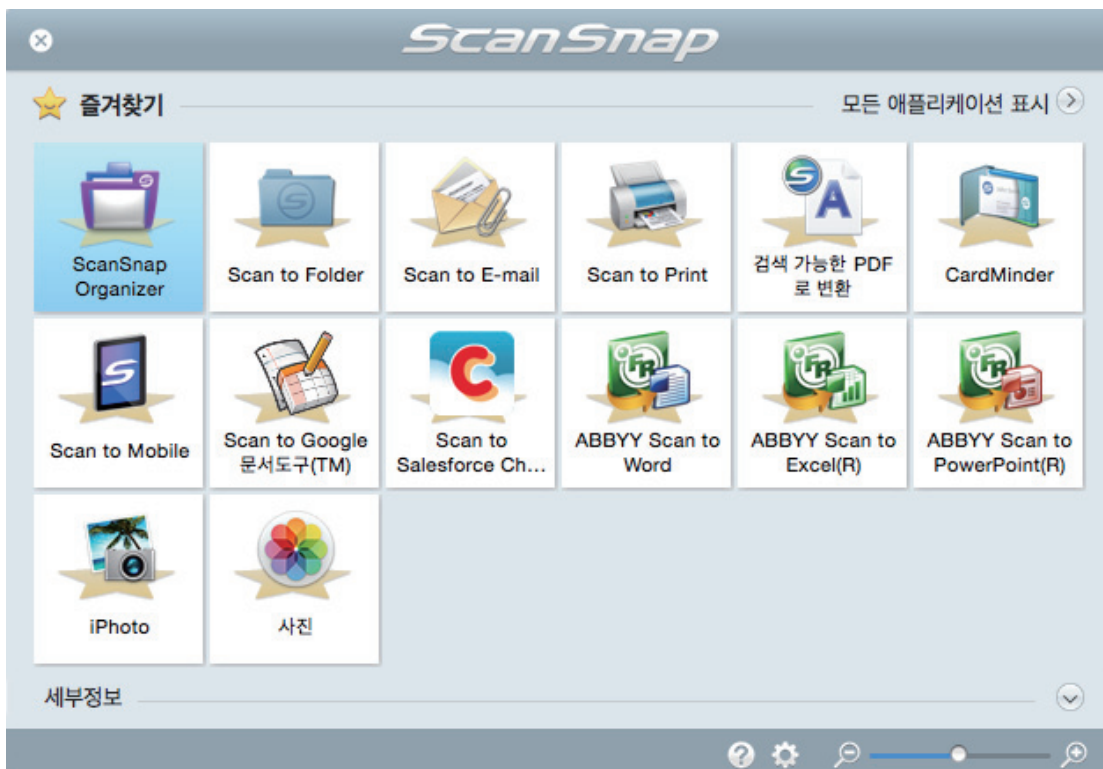 ScanSnap
즐겨찾기
모든 애플리케이션 표시
ScanSnap
Organizer
Scan to Folder
Scan to E-mail
Scan to Print
검색 가능한 PDF
로 변환
CardMinder
Scan to Mobile
Scan to Google
문서도구(TM)
Scan to
Salesforce Ch...
ABBYY Scan to
Word
ABBYY Scan to
Excel(R)
ABBYY Scan to
PowerPoint(R)
iPhoto
사진
세부정보